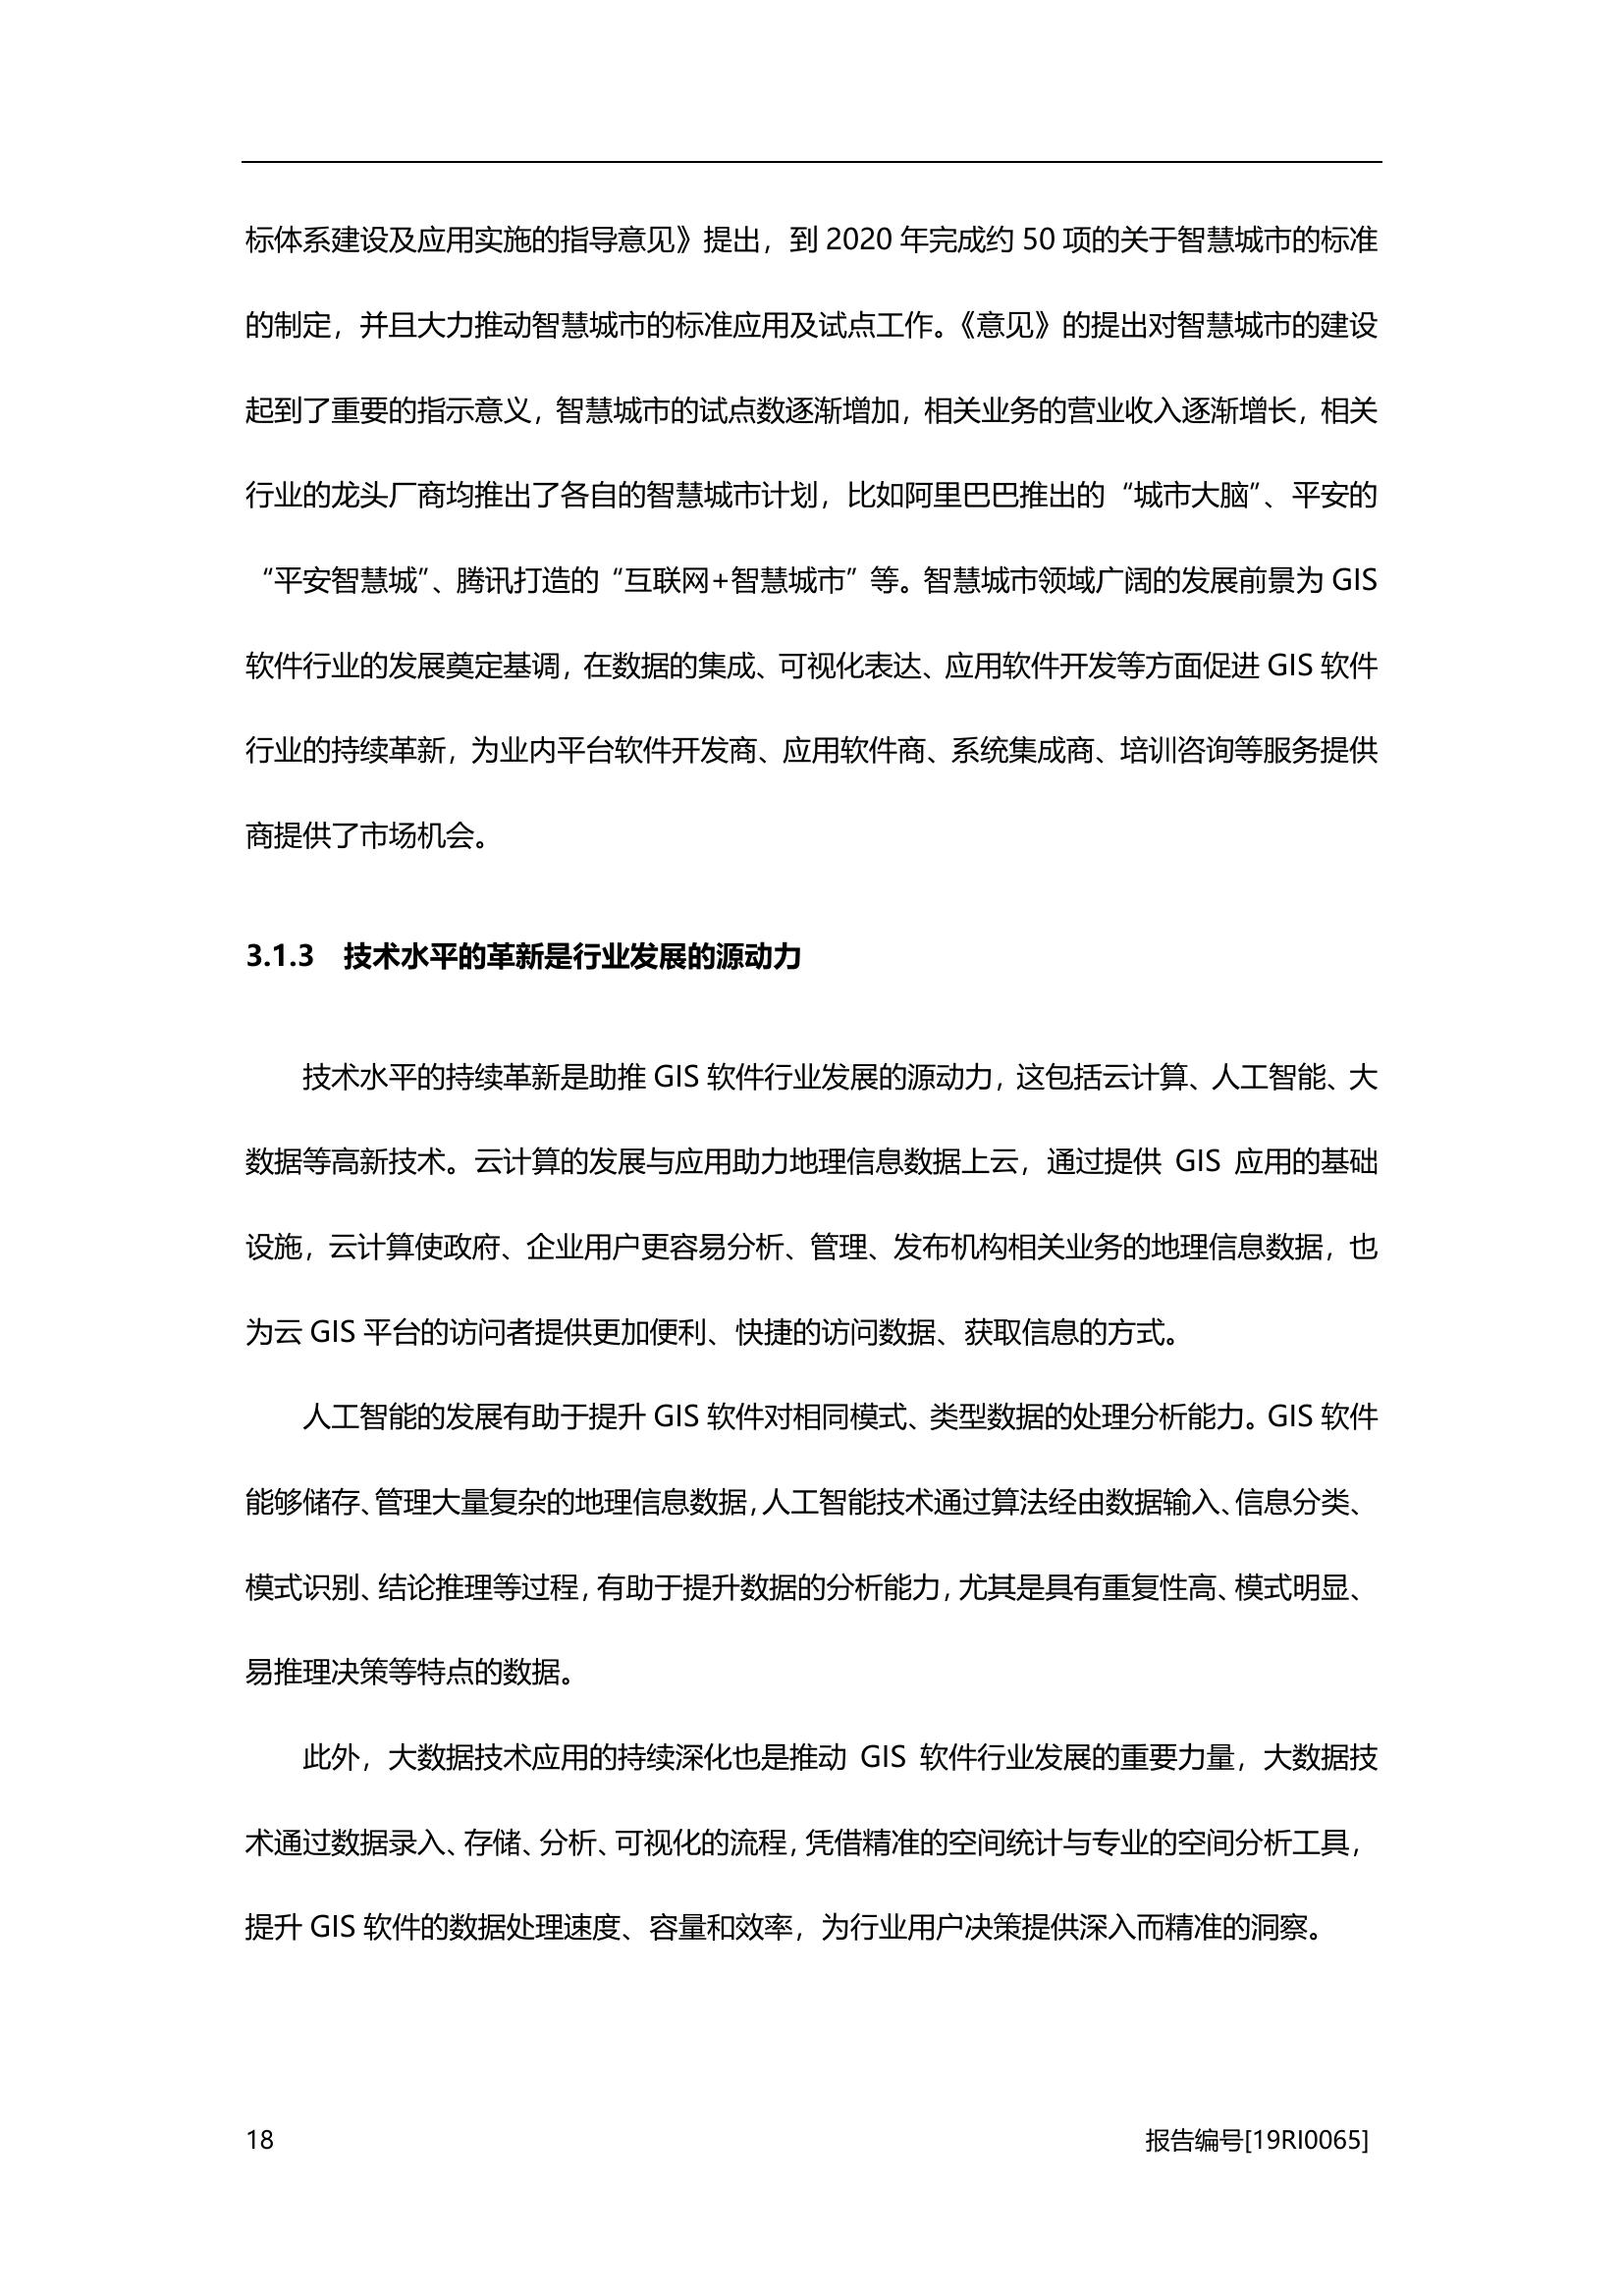 标体系建设及应用实施的指导意见》提出，到 2020 年完成约 50 项的关于智慧城市的标准
的制定，并且大力推动智慧城市的标准应用及试点工作。《意见》的提出对智慧城市的建设
起到了重要的指示意义，智慧城市的试点数逐渐增加，相关业务的营业收入逐渐增长，相关
行业的龙头厂商均推出了各自的智慧城市计划，比如阿里巴巴推出的“城市大脑”、平安的
“平安智慧城”、腾讯打造的“互联网+智慧城市”等。智慧城市领域广阔的发展前景为 GIS
软件行业的发展奠定基调，在数据的集成、可视化表达、应用软件开发等方面促进 GIS 软件
行业的持续革新，为业内平台软件开发商、应用软件商、系统集成商、培训咨询等服务提供
商提供了市场机会。
3.1.3 技术水平的革新是行业发展的源动力
技术水平的持续革新是助推 GIS 软件行业发展的源动力，这包括云计算、人工智能、大
数据等高新技术。云计算的发展与应用助力地理信息数据上云，通过提供 GIS 应用的基础
设施，云计算使政府、企业用户更容易分析、管理、发布机构相关业务的地理信息数据，也
为云 GIS 平台的访问者提供更加便利、快捷的访问数据、获取信息的方式。
人工智能的发展有助于提升 GIS 软件对相同模式、类型数据的处理分析能力。GIS 软件
能够储存、管理大量复杂的地理信息数据，人工智能技术通过算法经由数据输入、信息分类、
模式识别、结论推理等过程，有助于提升数据的分析能力，尤其是具有重复性高、模式明显、
易推理决策等特点的数据。
此外，大数据技术应用的持续深化也是推动 GIS 软件行业发展的重要力量，大数据技
术通过数据录入、存储、分析、可视化的流程，凭借精准的空间统计与专业的空间分析工具，
提升 GIS 软件的数据处理速度、容量和效率，为行业用户决策提供深入而精准的洞察。
18 报告编号[19RI0065]